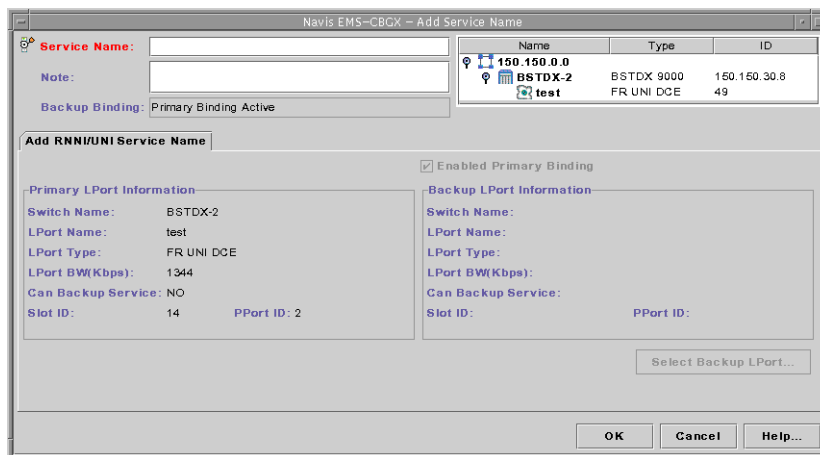 Navis EMS-CBGX - Add Service Name
Service Name:
Note:
Backup Binding: Primary Binding Active
Name Type ID
150.150.0.0
BSTDX-2 BSTDX 9000 150.150.30.8
test FR UNI DCE 49
Add RNNI/UNI Service Name
Enabled Primary Binding
Primary LPort Information
Switch Name: BSTDX-2
LPort Name: test
LPort Type: FR UNI DCE
LPort BW(Kbps): 1344
Can Backup Service: NO
Slot ID: 14 PPort ID: 2
Backup LPort Information
Switch Name:
LPort Name:
LPort Type:
LPort BW(Kbps):
Can Backup Service:
Slot ID: PPort ID:
Select Backup LPort...
OK Cancel Help...